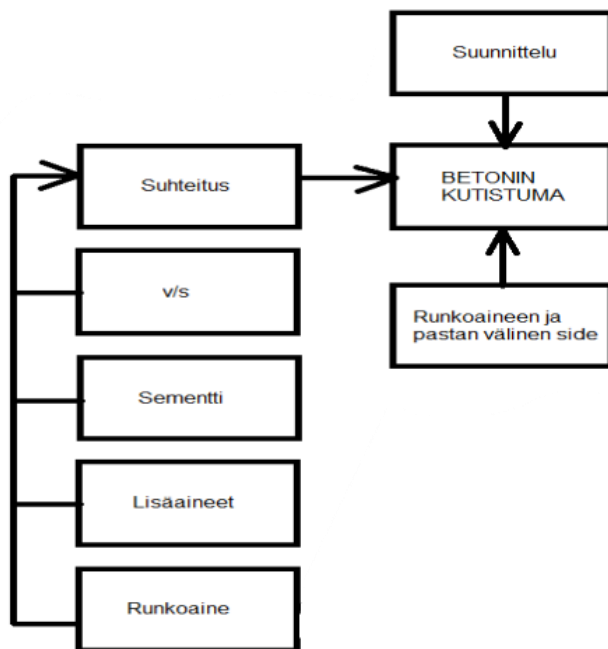 Suunnittelu
Suhteitus
BETONIN
KUTISTUMA
v/s
Runkoaineen ja
pastan välinen side
Sementti
Lisäaineet
Runkoaine